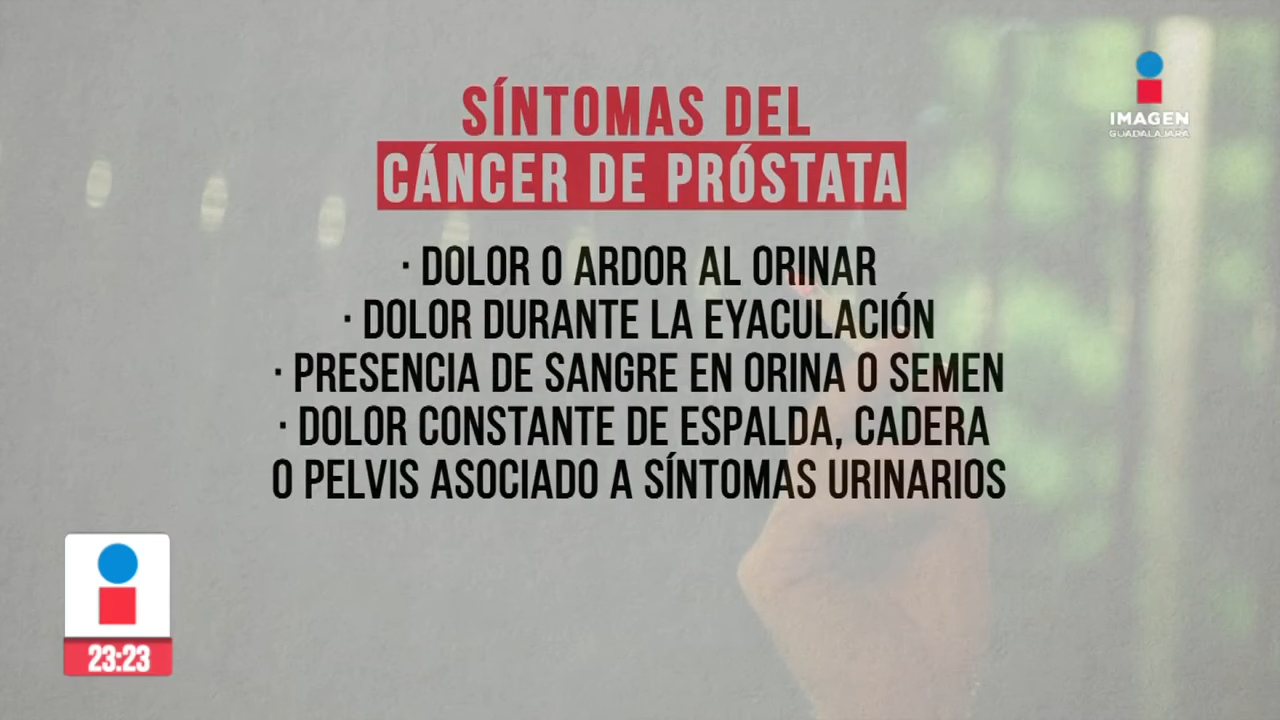 SÍNTOMAS DEL
CÁNCER DE PRÓSTATA
IMAGEN
GUADALAJARA
· DOLOR O ARDOR AL ORINAR
· DOLOR DURANTE LA EYACULACIÓN
· PRESENCIA DE SANGRE EN ORINA O SEMEN
· DOLOR CONSTANTE DE ESPALDA, CADERA
O PELVIS ASOCIADO A SÍNTOMAS URINARIOS
23:23